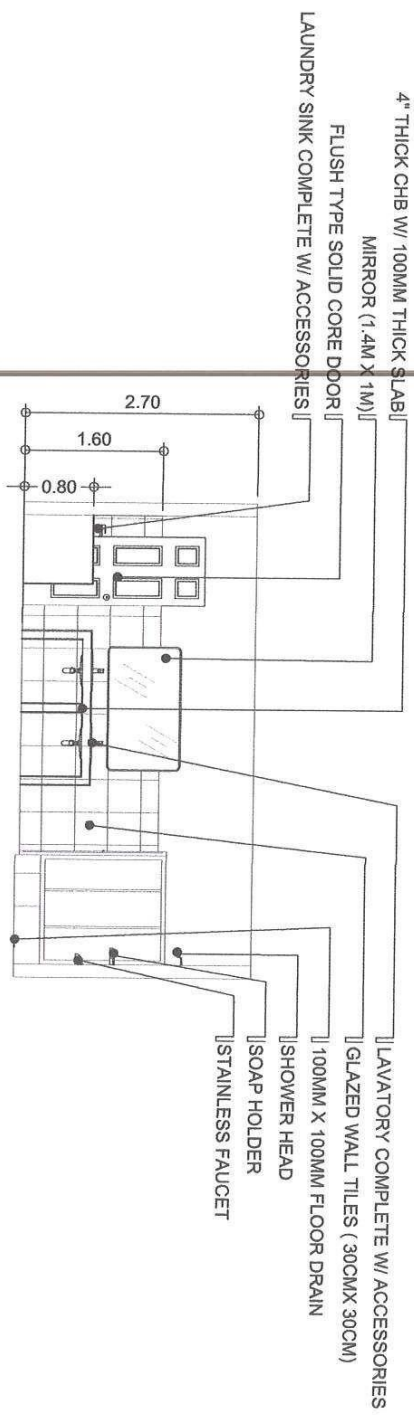 4" THICK CHB W/ 100MM THICK SLAB
MIRROR (1.4M X 1M)
FLUSH TYPE SOLID CORE DOOR
LAUNDRY SINK COMPLETE W/ ACCESSORIES
2.70
1.60
0.80
LAVATORY COMPLETE W/ ACCESSORIES
GLAZED WALL TILES ( 30CMX 30CM)
100MM X 100MM FLOOR DRAIN
SHOWER HEAD
SOAP HOLDER
STAINLESS FAUCET